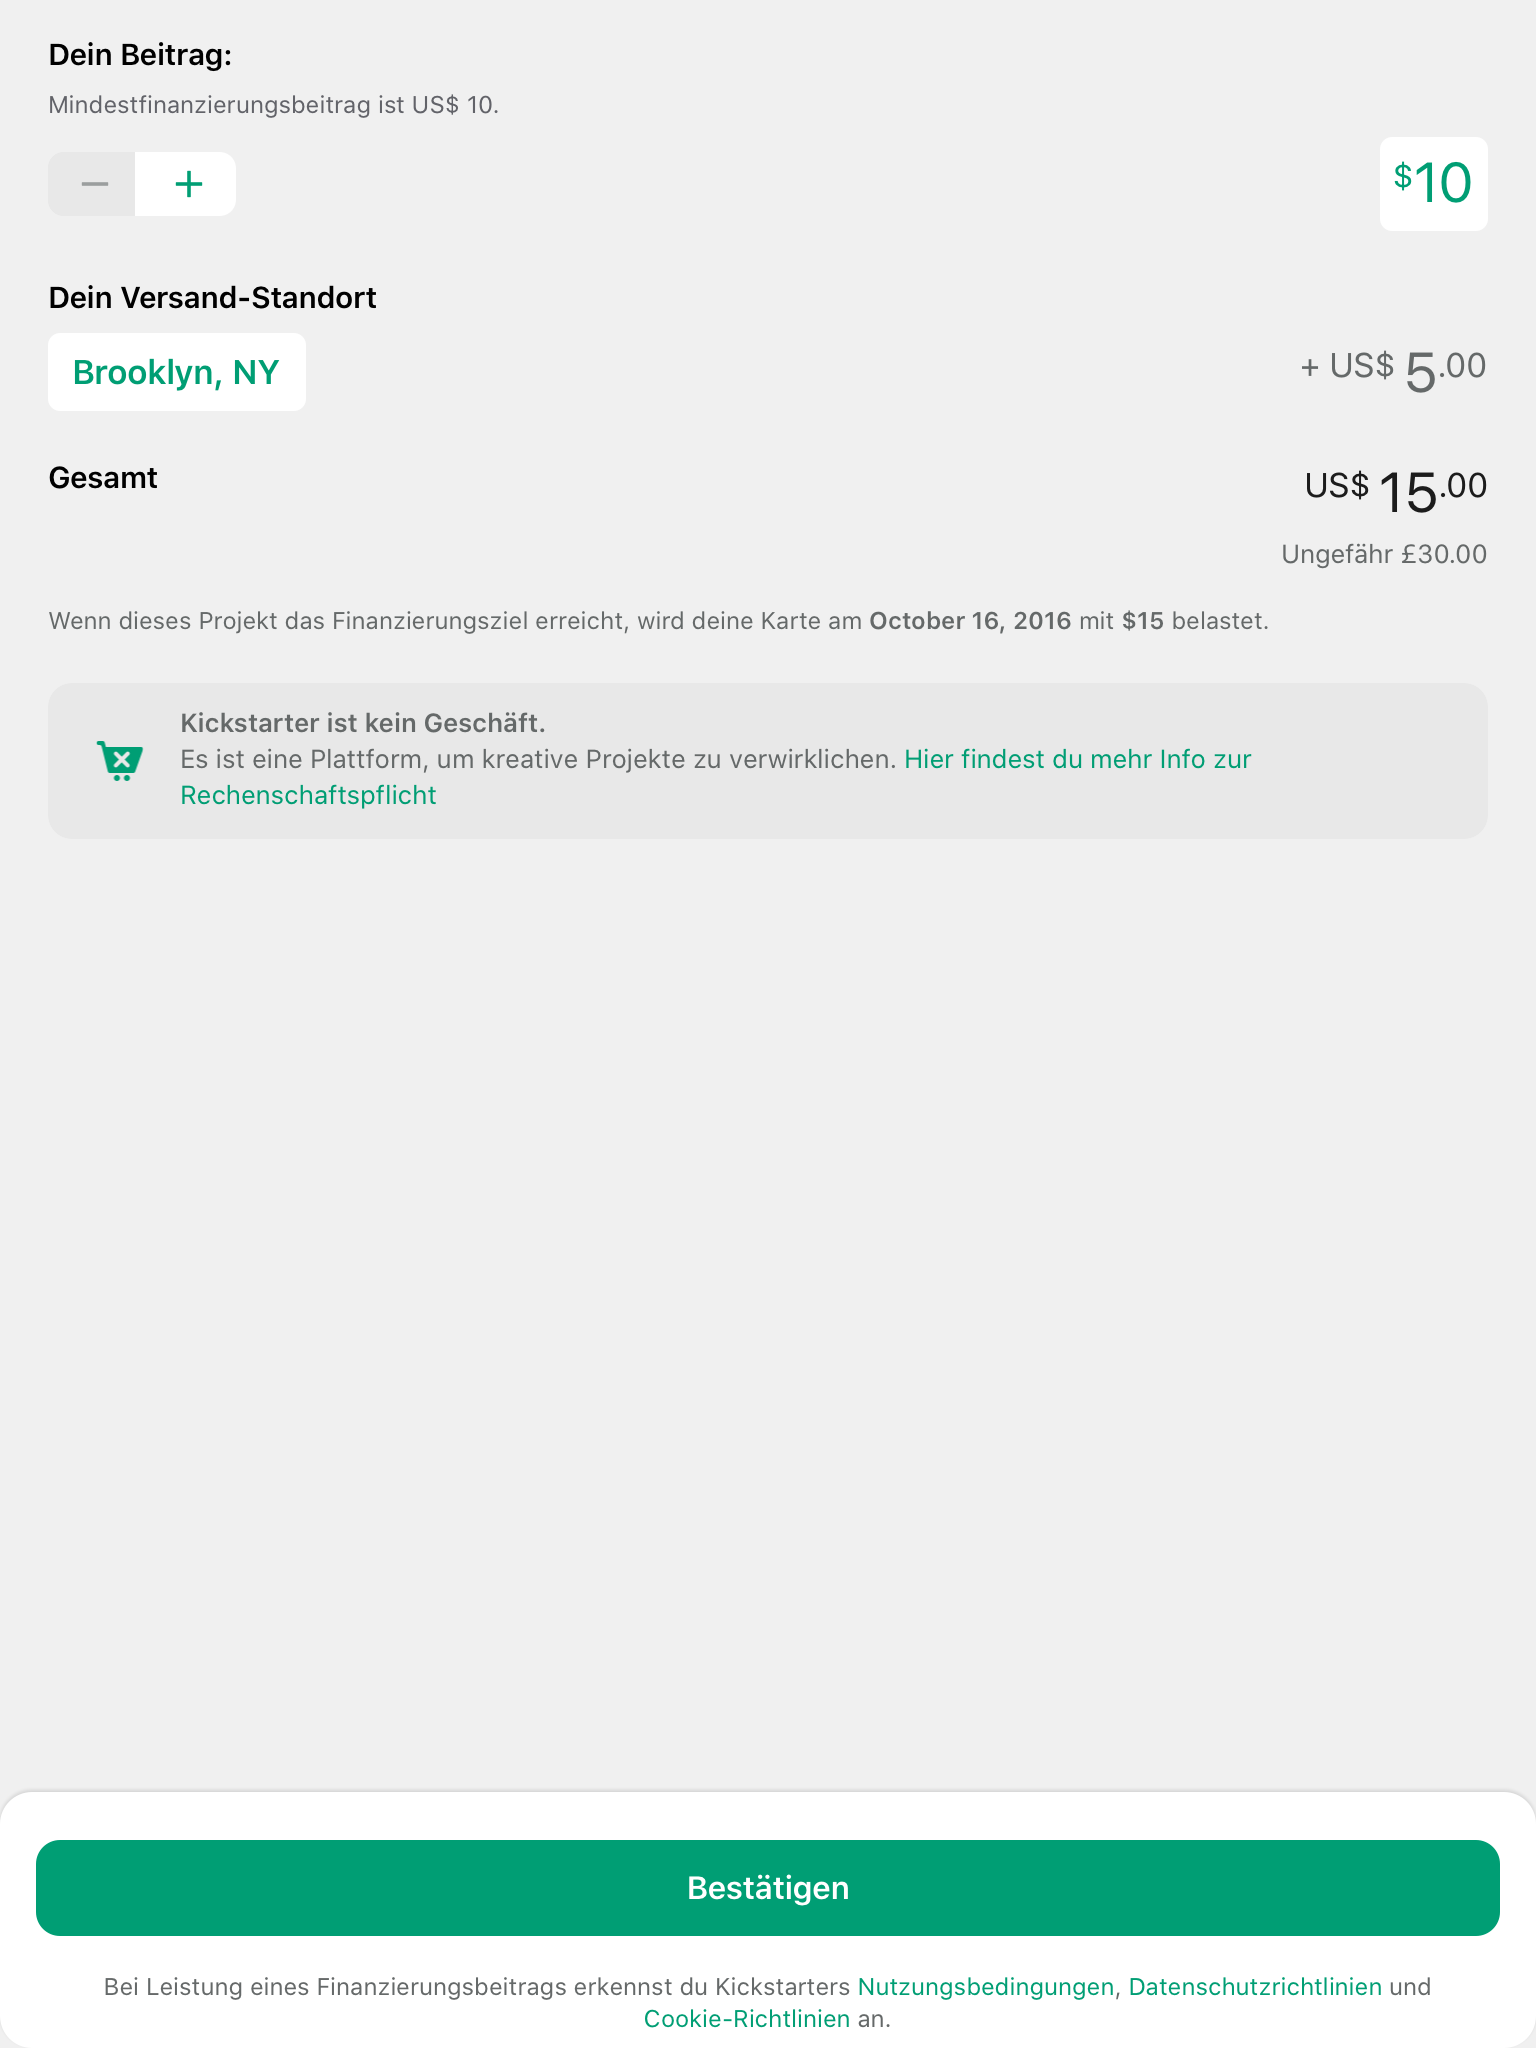 Dein Beitrag:
Mindestfinanzierungsbeitrag ist US$ 10.
− +
$10
Dein Versand-Standort
Brooklyn, NY
+ US$ 5.00
Gesamt
US$ 15.00
Ungefähr £30.00
Wenn dieses Projekt das Finanzierungsziel erreicht, wird deine Karte am October 16, 2016 mit $15 belastet.
Kickstarter ist kein Geschäft.
Es ist eine Plattform, um kreative Projekte zu verwirklichen. Hier findest du mehr Info zur
Rechenschaftspflicht
Bestätigen
Bei Leistung eines Finanzierungsbeitrags erkennst du Kickstarters Nutzungsbedingungen, Datenschutzrichtlinien und
Cookie-Richtlinien an.